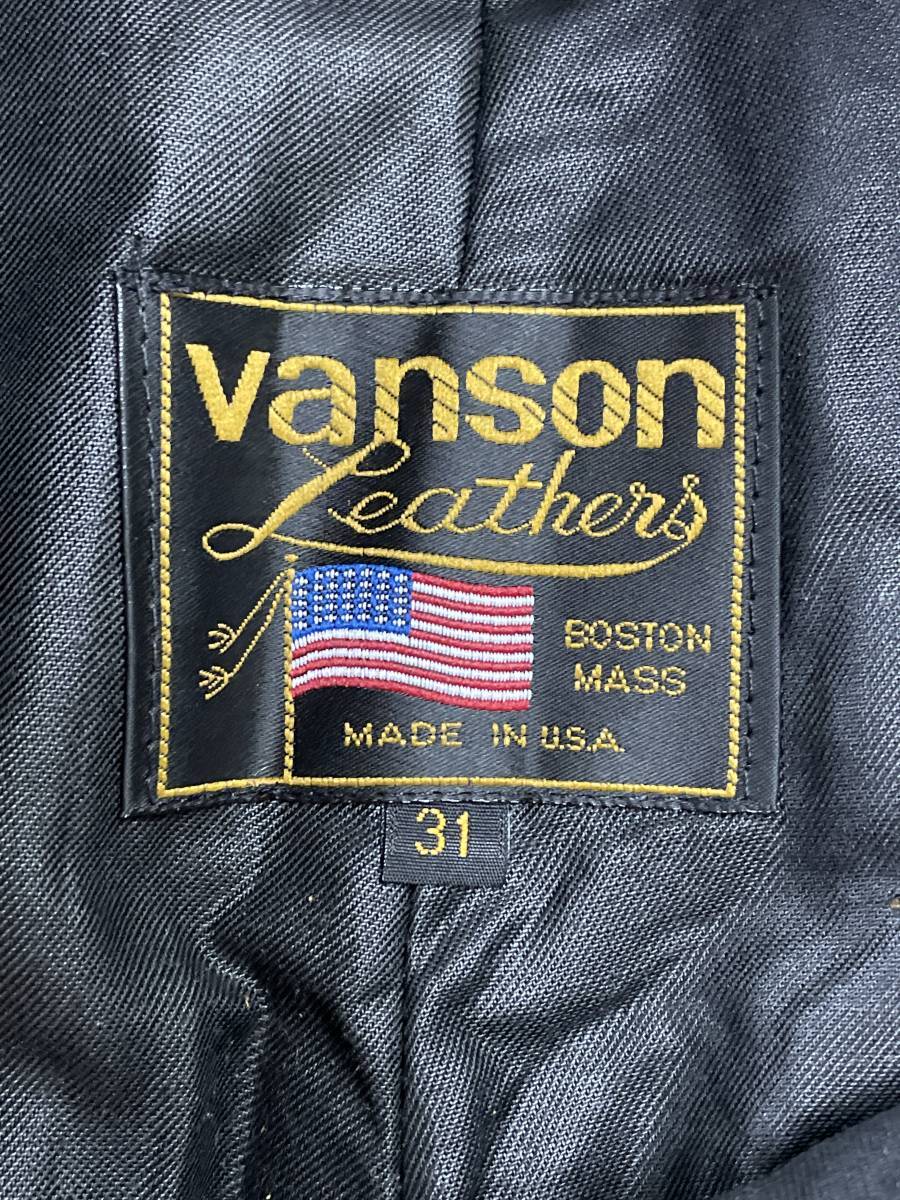 vanson
Leathers
BOSTON
MASS
MADE IN U.S.A.
31